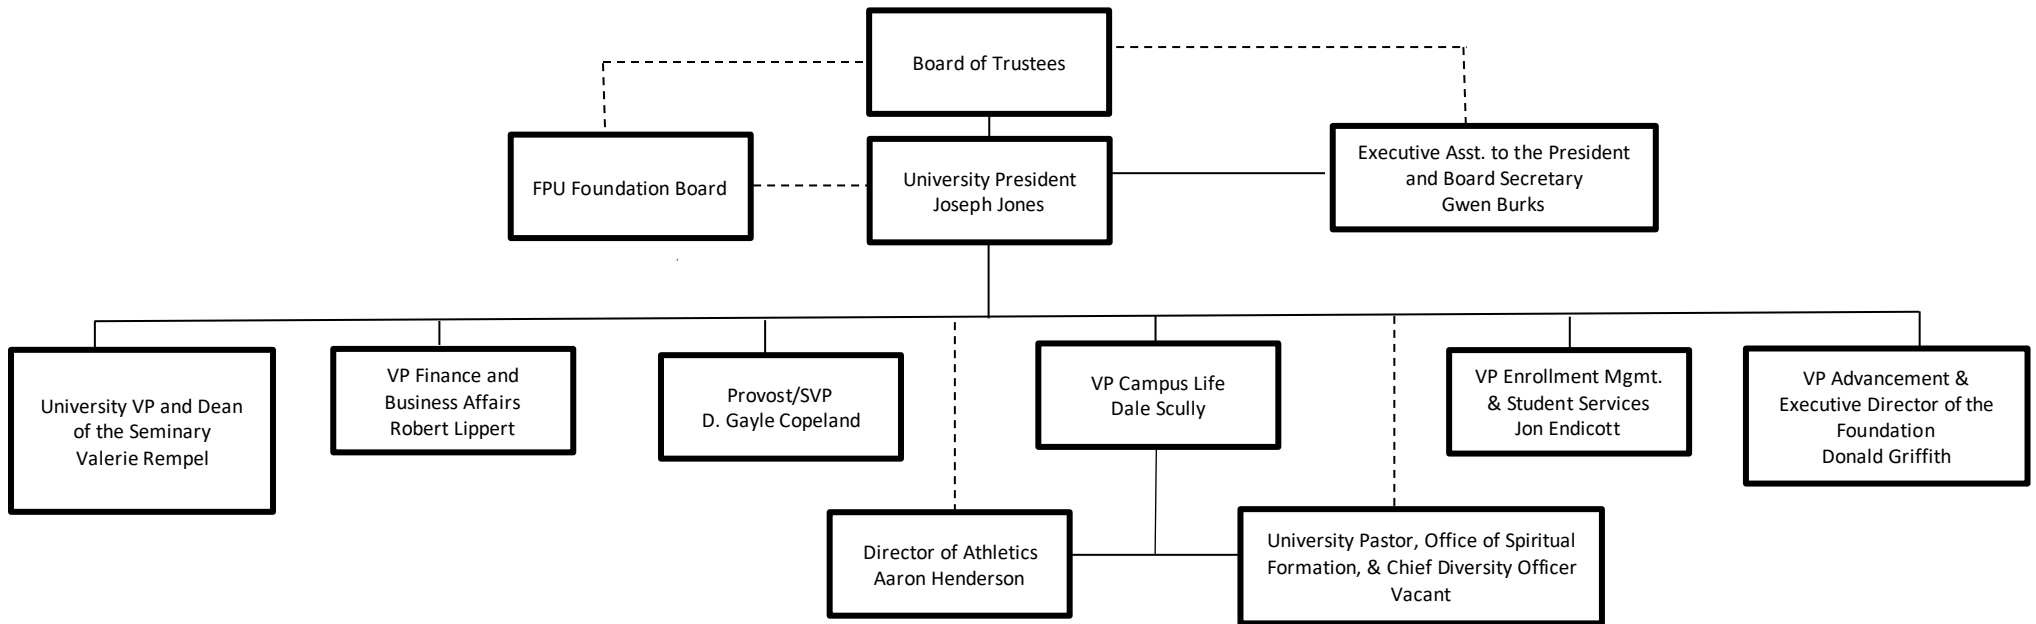 Board of Trustees
FPU Foundation Board
University President
Joseph Jones
Executive Asst. to the President
and Board Secretary
Gwen Burks
University VP and Dean
of the Seminary
Valerie Rempel
VP Finance and
Business Affairs
Robert Lippert
Provost/SVP
D. Gayle Copeland
VP Campus Life
Dale Scully
VP Enrollment Mgmt.
& Student Services
Jon Endicott
VP Advancement &
Executive Director of the
Foundation
Donald Griffith
Director of Athletics
Aaron Henderson
University Pastor, Office of Spiritual
Formation, & Chief Diversity Officer
Vacant